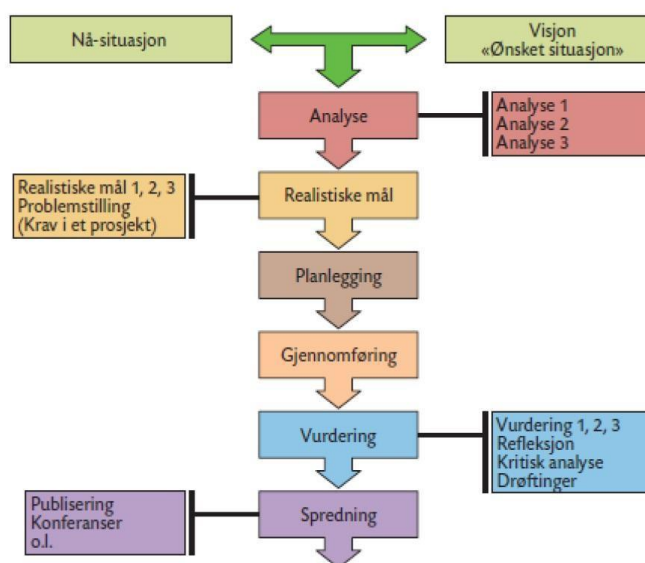 Nå-situasjon
Visjon
«Ønsket situasjon»
Analyse
Analyse 1
Analyse 2
Analyse 3
Realistiske mål 1, 2, 3
Problemstilling
(Krav i et prosjekt)
Realistiske mål
Planlegging
Gjennomføring
Vurdering
Vurdering 1, 2, 3
Refleksjon
Kritisk analyse
Drøftinger
Publisering
Konferanser
o.l.
Spredning